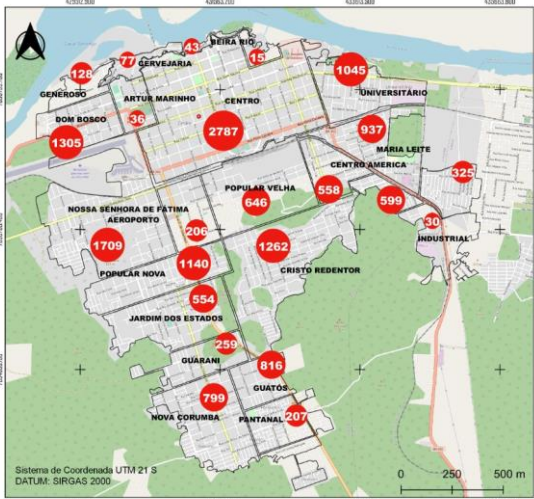 BEIRA RIO
43
15
77
CERVEJARIA
128
1045
GENEROSO
ARTUR MARINHO
CENTRO
UNIVERSITÁRIO
DOM BOSCO
36
2787
937
1305
MARIA LEITE
CENTRO AMERICA
325
POPULAR VELHA
558
599
646
NOSSA SENHORA DE FÁTIMA
AEROPORTO
206
30
INDUSTRIAL
1709
1262
1140
POPULAR NOVA
CRISTO REDENTOR
554
JARDIM DOS ESTADOS
259
GUARANI
816
GUATÓS
799
NOVA CORUMBA
PANTANAL
207
Sistema de Coordenada UTM 21 S
DATUM: SIRGAS 2000
0 250 500 m